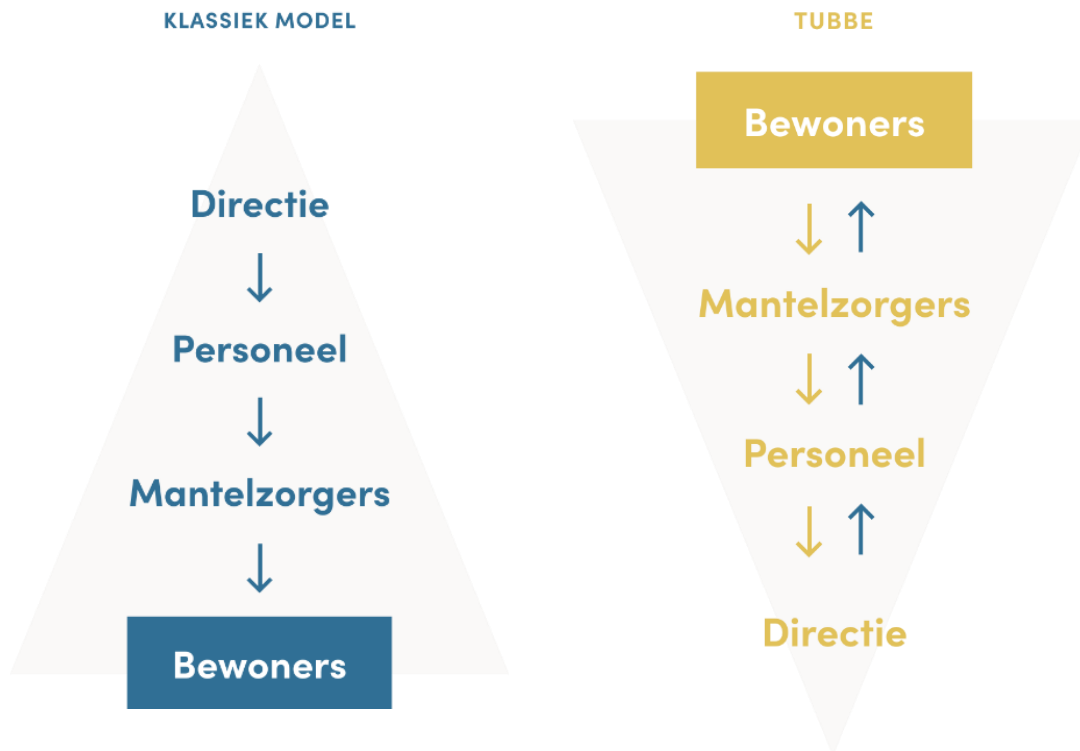 KLASSIEK MODEL
Directie
Personeel
Mantelzorgers
Bewoners
TUBBE
Bewoners
Mantelzorgers
Personeel
Directie